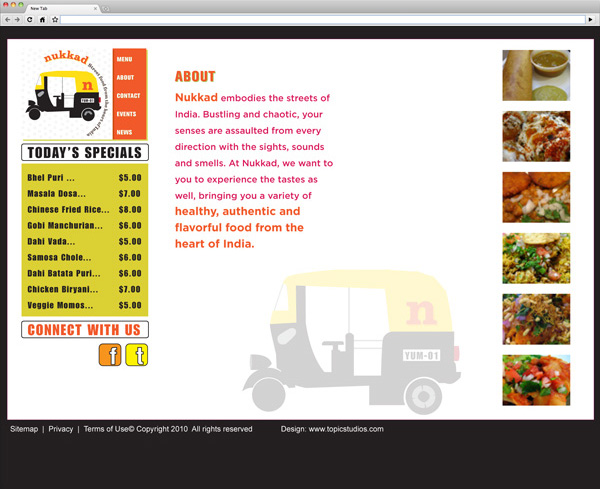 New Tab
nukkad
Street food from the heart of India
n
YUM-01
MENU
ABOUT
CONTACT
EVENTS
NEWS
TODAY'S SPECIALS
Bhel Puri ... $5.00
Masala Dosa... $7.00
Chinese Fried Rice... $8.00
Gobi Manchurian... $6.00
Dahi Vada... $5.00
Samosa Chole... $6.00
Dahi Batata Puri... $6.00
Chicken Biryani... $7.00
Veggie Momos... $5.00
CONNECT WITH US
f t
ABOUT
Nukkad embodies the streets of
India. Bustling and chaotic, your
senses are assaulted from every
direction with the sights, sounds
and smells. At Nukkad, we want to
you to experience the tastes as
well, bringing you a variety of
healthy, authentic and
flavorful food from the
heart of India.
n
YUM-01
Sitemap | Privacy | Terms of Use© Copyright 2010 All rights reserved Design: www.topicstudios.com